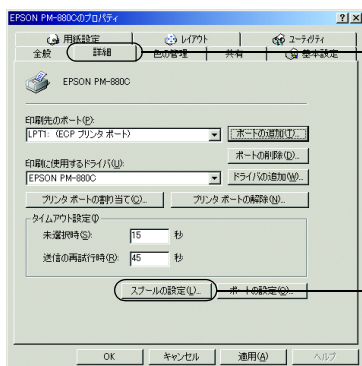 EPSON PM-880Cのプロパティ
用紙設定 レイアウト ユーティリティ
全般 詳細 色の管理 共有 基本設定
EPSON PM-880C
印刷先のポート(P):
LPT1: (ECP プリンタ ポート) ポートの追加(T)...
ポートの削除(D)...
印刷に使用するドライバ(U):
EPSON PM-880C ドライバの追加(W)...
プリンタ ポートの割り当て(C)... プリンタ ポートの解除(N)...
タイムアウト設定
未選択時(S): 15 秒
送信の再試行時(R): 45 秒
スプールの設定(L)... ポートの設定(O)...
OK キャンセル 適用(A) ヘルプ